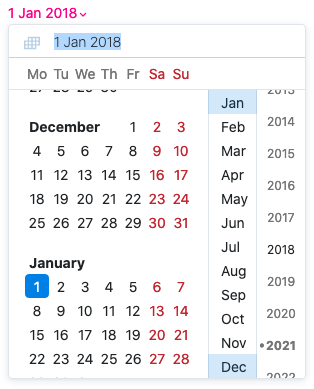 1 Jan 2018
1 Jan 2018
Mo Tu We Th Fr Sa Su
December 1 2 3
4 5 6 7 8 9 10
11 12 13 14 15 16 17
18 19 20 21 22 23 24
25 26 27 28 29 30 31
January
1 2 3 4 5 6 7
8 9 10 11 12 13 14
15 16 17 18 19 20 21
22 23 24 25 26 27 28
Jan
Feb
Mar
Apr
May
Jun
Jul
Aug
Sep
Oct
Nov
Dec
2013
2014
2015
2016
2017
2018
2019
2020
•2021
2022